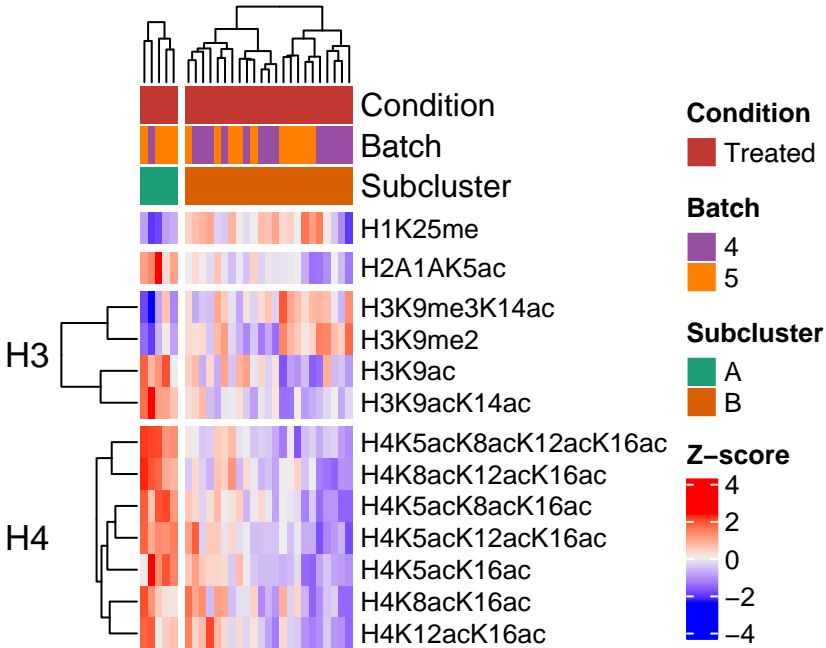 Condition
Batch
Subcluster
H1K25me
H2A1AK5ac
H3
H3K9me3K14ac
H3K9me2
H3K9ac
H3K9acK14ac
H4
H4K5acK8acK12acK16ac
H4K8acK12acK16ac
H4K5acK8acK16ac
H4K5acK12acK16ac
H4K5acK16ac
H4K8acK16ac
H4K12acK16ac
Condition
Treated
Batch
4
5
Subcluster
A
B
Z−score
4
2
0
−2
−4